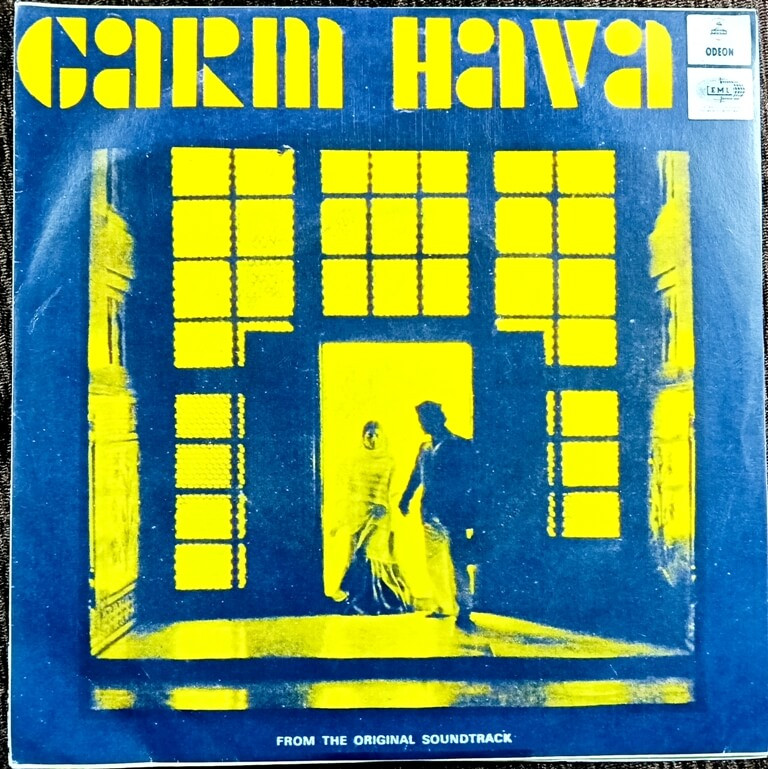 GARM HAVA
ODEON
EMI
FROM THE ORIGINAL SOUNDTRACK